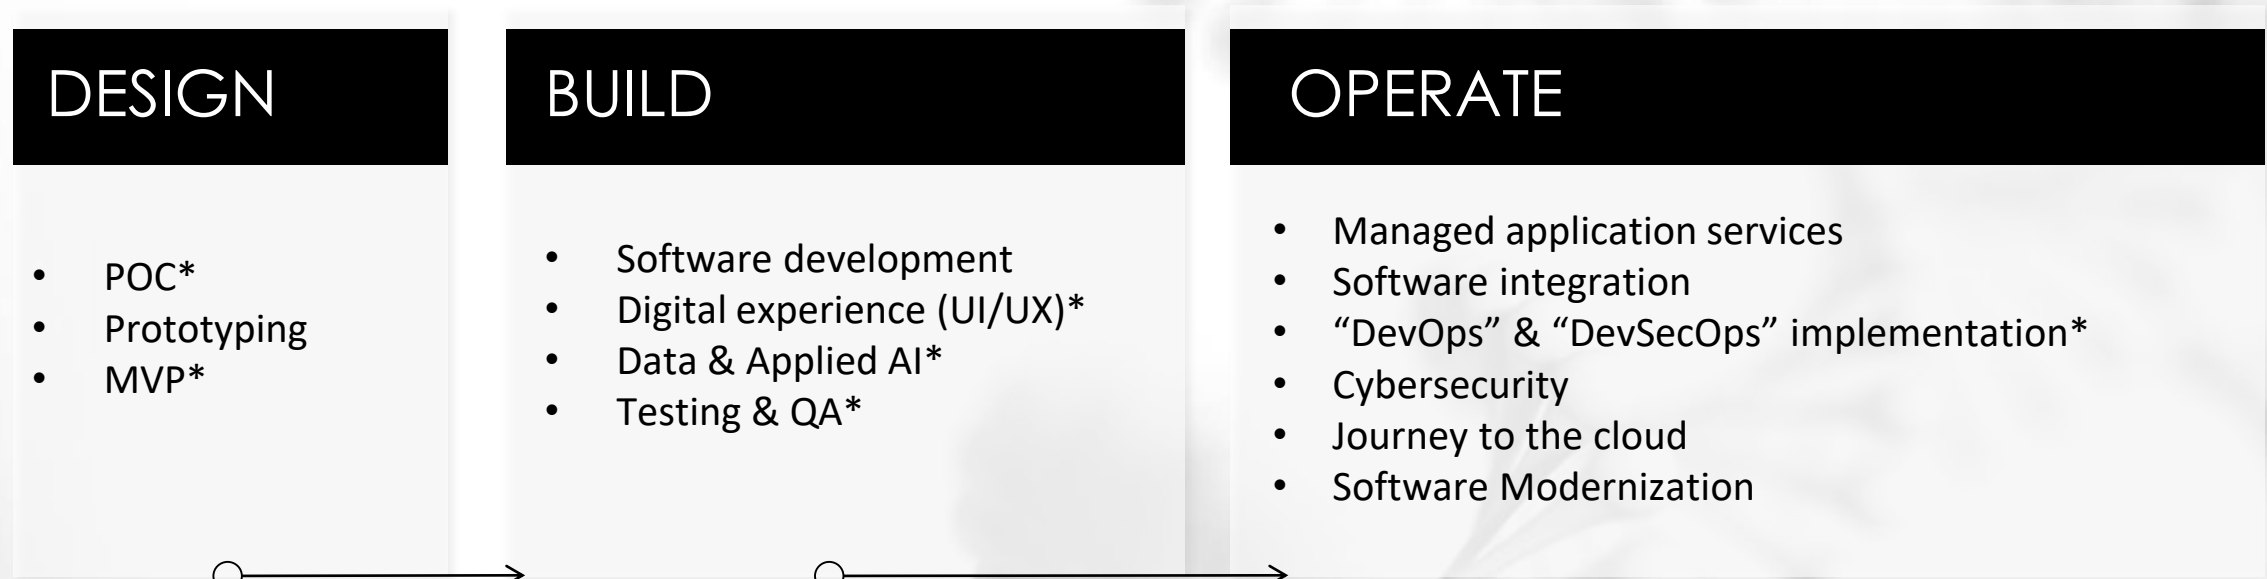 DESIGN
• POC*
• Prototyping
• MVP*
BUILD
• Software development
• Digital experience (UI/UX)*
• Data & Applied AI*
• Testing & QA*
OPERATE
• Managed application services
• Software integration
• “DevOps” & “DevSecOps” implementation*
• Cybersecurity
• Journey to the cloud
• Software Modernization